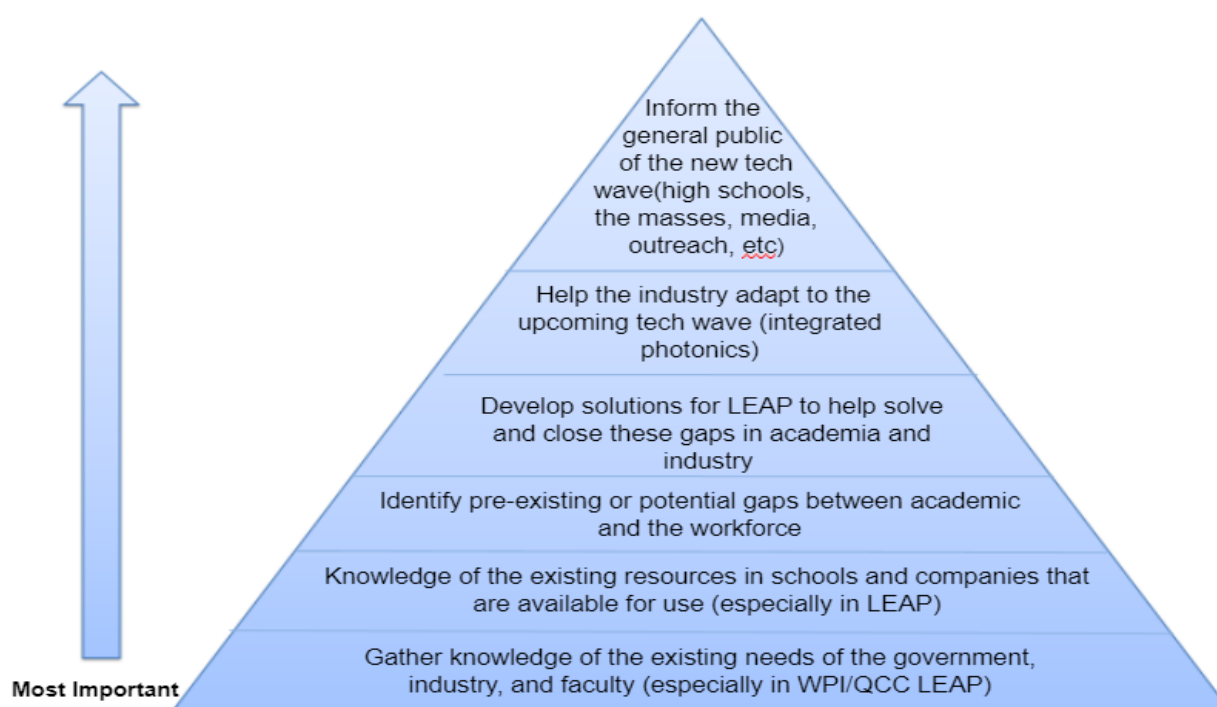 Inform the
general public
of the new tech
wave(high schools,
the masses, media,
outreach, etc)
Help the industry adapt to the
upcoming tech wave (integrated
photonics)
Develop solutions for LEAP to help solve
and close these gaps in academia and
industry
Identify pre-existing or potential gaps between academic
and the workforce
Knowledge of the existing resources in schools and companies that
are available for use (especially in LEAP)
Gather knowledge of the existing needs of the government,
industry, and faculty (especially in WPI/QCC LEAP)
Most Important